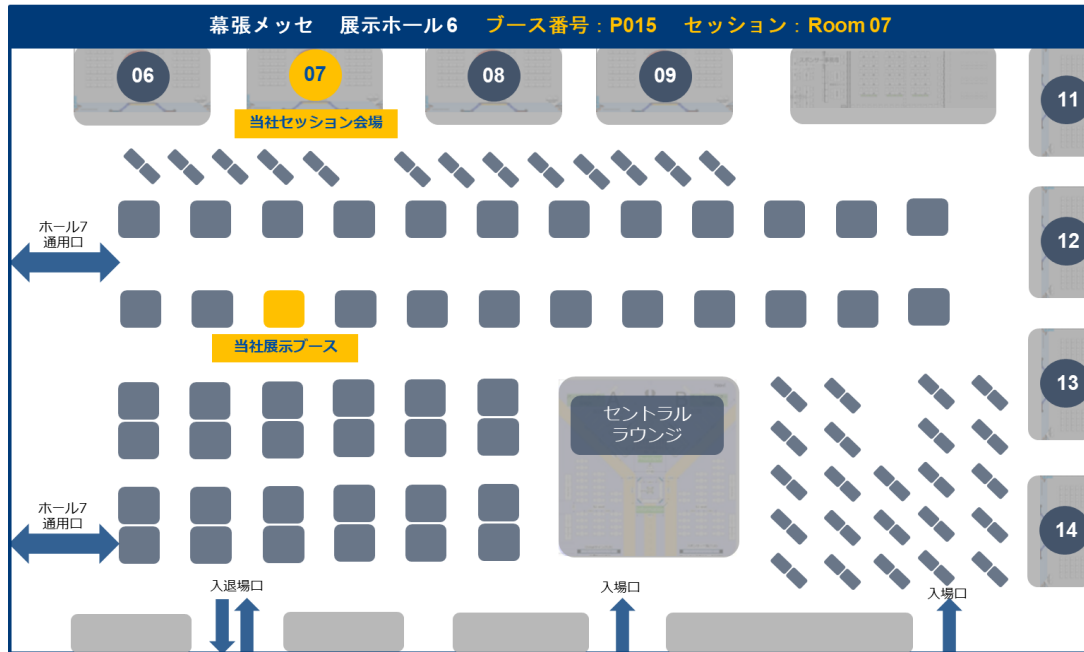 幕張メッセ 展示ホール6 ブース番号：P015 セッション：Room 07
06
07
08
09
11
当社セッション会場
12
ホール7
通用口
当社展示ブース
13
セントラル
ラウンジ
ホール7
通用口
14
入退場口
入場口
入場口